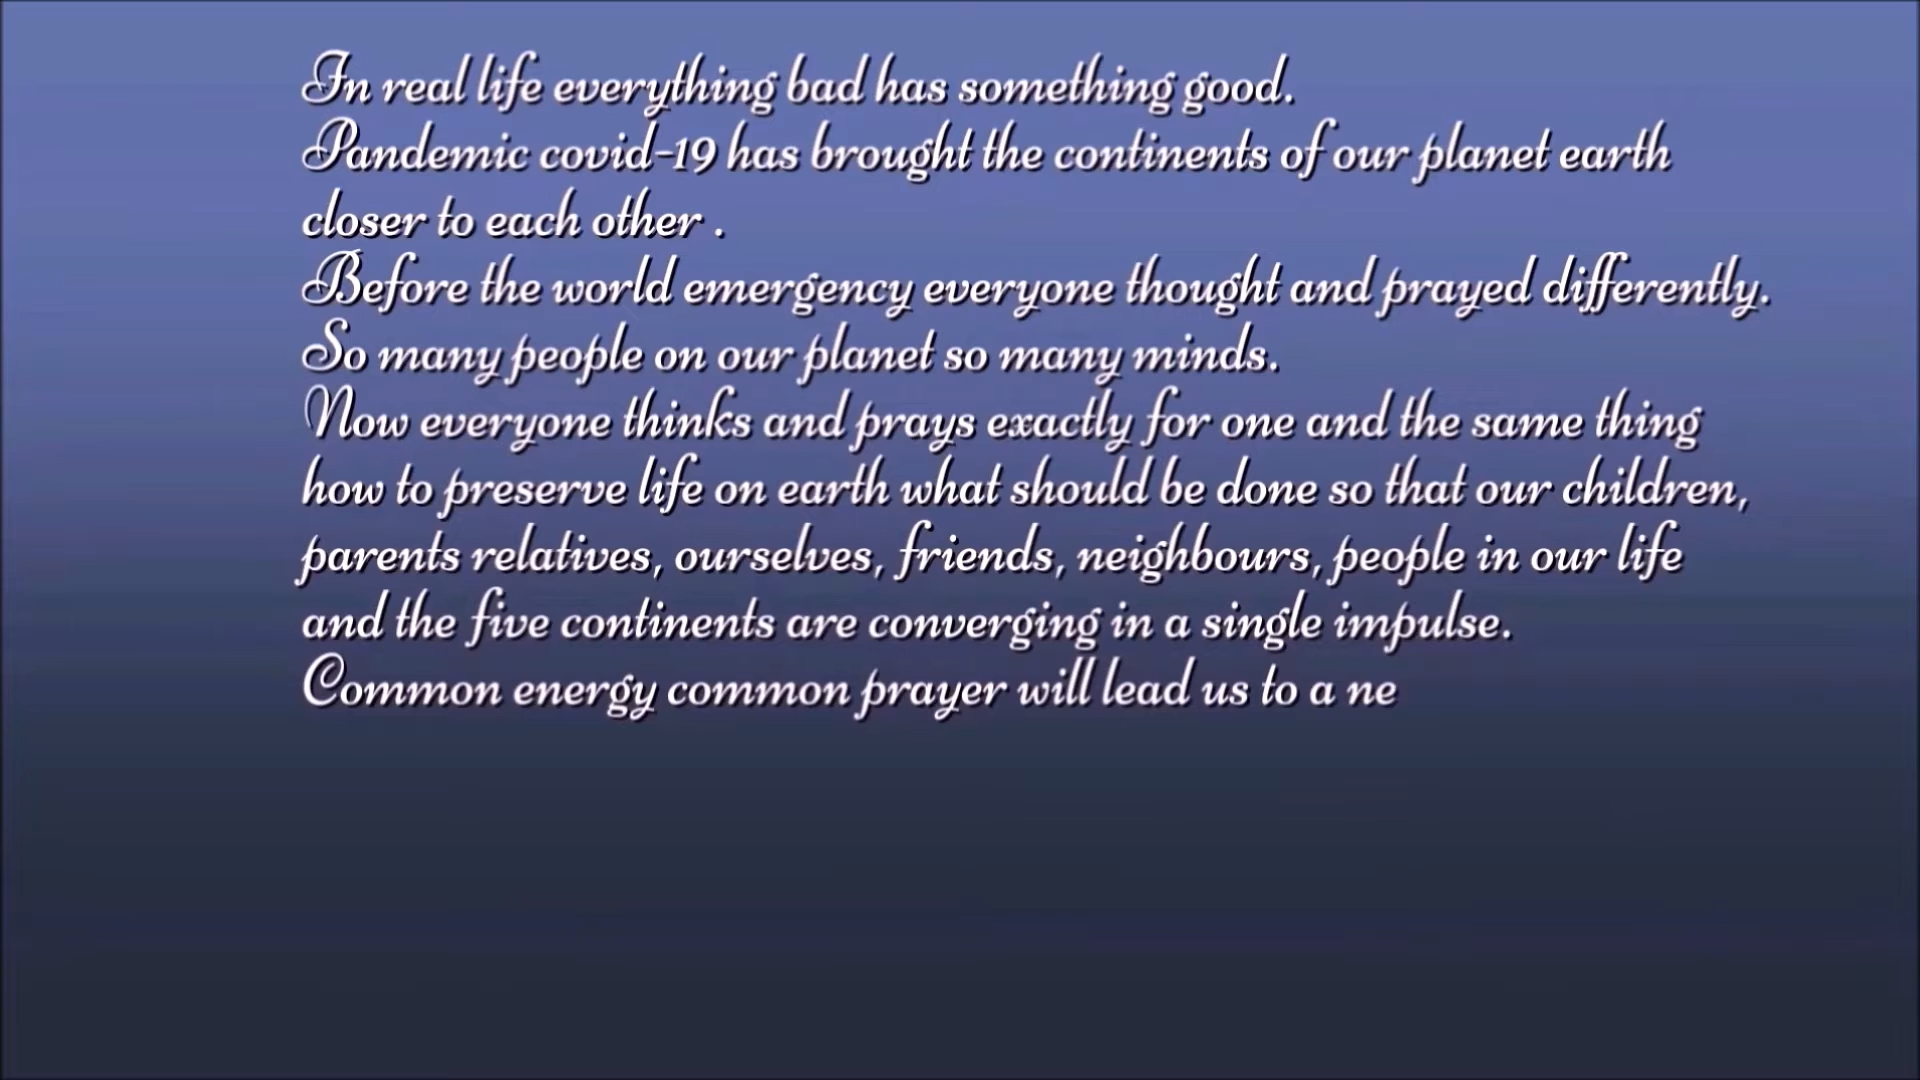 In real life everything bad has something good.
Pandemic covid-19 has brought the continents of our planet earth
closer to each other .
Before the world emergency everyone thought and prayed differently.
So many people on our planet so many minds.
Now everyone thinks and prays exactly for one and the same thing
how to preserve life on earth what should be done so that our children,
parents relatives, ourselves, friends, neighbours, people in our life
and the five continents are converging in a single impulse.
Common energy common prayer will lead us to a ne